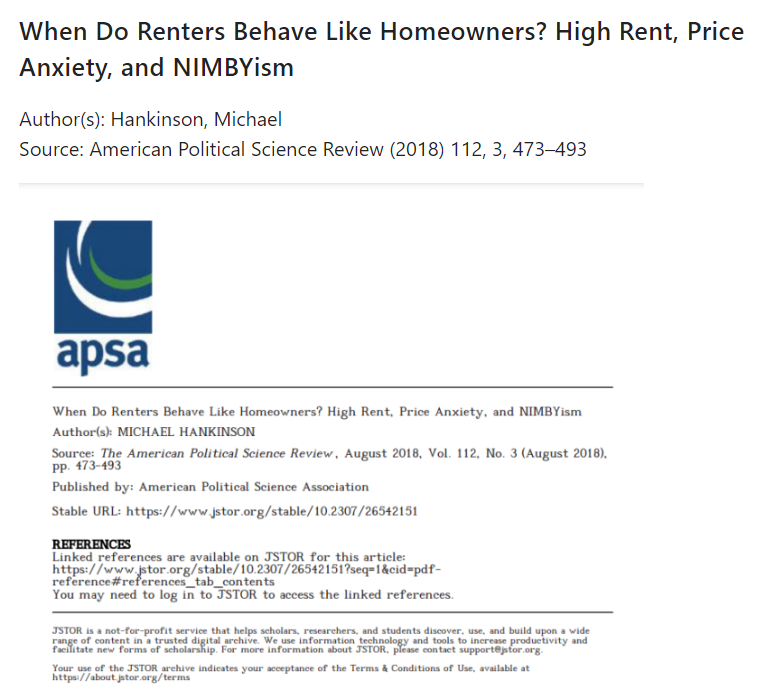 When Do Renters Behave Like Homeowners? High Rent, Price
Anxiety, and NIMBYism
Author(s): Hankinson, Michael
Source: American Political Science Review (2018) 112, 3, 473–493
apsa
When Do Renters Behave Like Homeowners? High Rent, Price Anxiety, and NIMBYism
Author(s): MICHAEL HANKINSON
Source: The American Political Science Review, August 2018, Vol. 112, No. 3 (August 2018),
pp. 473-493
Published by: American Political Science Association
Stable URL: https://www.jstor.org/stable/10.2307/26542151
REFERENCES
Linked references are available on JSTOR for this article:
https://www.jstor.org/stable/10.2307/26542151?seq=1&cid=pdf-
reference#references_tab_contents
You may need to log in to JSTOR to access the linked references.
JSTOR is a not-for-profit service that helps scholars, researchers, and students discover, use, and build upon a wide
range of content in a trusted digital archive. We use information technology and tools to increase productivity and
facilitate new forms of scholarship. For more information about JSTOR, please contact support@jstor.org.
Your use of the JSTOR archive indicates your acceptance of the Terms & Conditions of Use, available at
https://about.jstor.org/terms